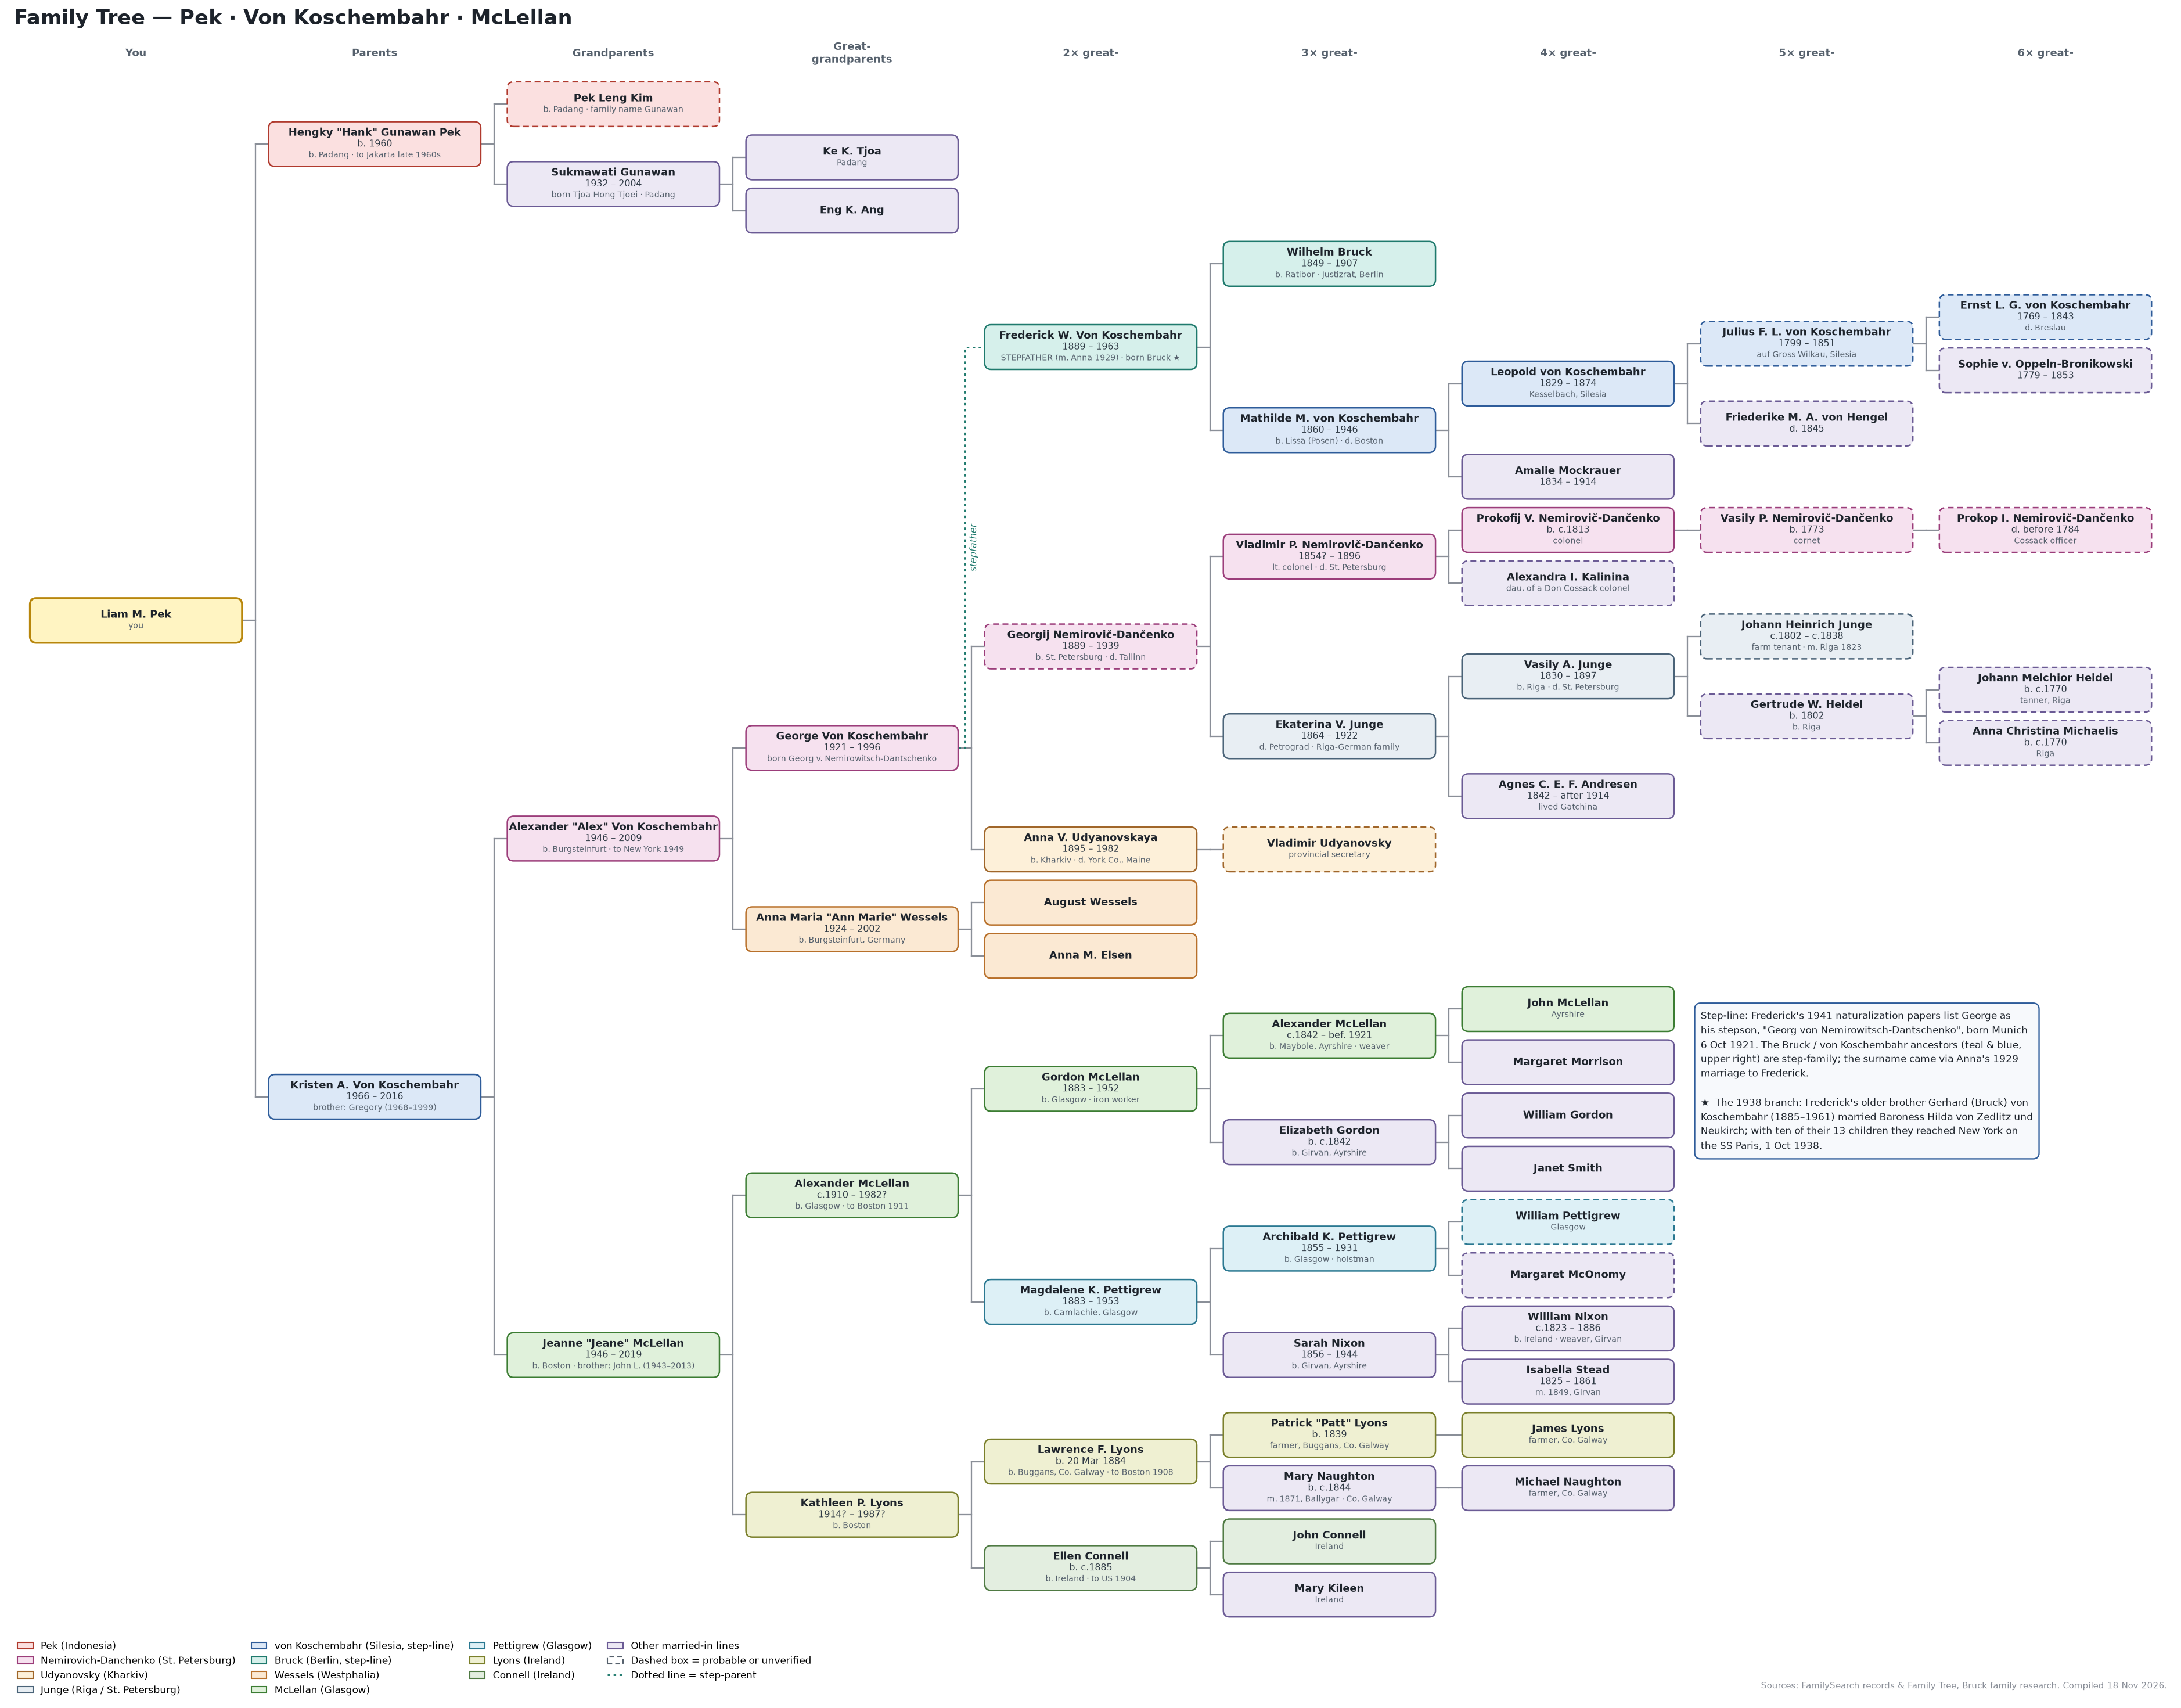 Family Tree — Pek · Von Koschembahr · McLellan
You
Parents
Grandparents
Great-
grandparents
2× great-
3× great-
4× great-
5× great-
6× great-
Pek Leng Kim
b. Padang · family name Gunawan
Hengky "Hank" Gunawan Pek
b. 1960
b. Padang · to Jakarta late 1960s
Sukmawati Gunawan
1932 – 2004
born Tjoa Hong Tjoei · Padang
Ke K. Tjoa
Padang
Eng K. Ang
Wilhelm Bruck
1849 – 1907
b. Ratibor · Justizrat, Berlin
Frederick W. Von Koschembahr
1889 – 1963
STEPFATHER (m. Anna 1929) · born Bruck ★
Mathilde M. von Koschembahr
1860 – 1946
b. Lissa (Posen) · d. Boston
Leopold von Koschembahr
1829 – 1874
Kesselbach, Silesia
Amalie Mockrauer
1834 – 1914
Julius F. L. von Koschembahr
1799 – 1851
auf Gross Wilkau, Silesia
Friederike M. A. von Hengel
d. 1845
Ernst L. G. von Koschembahr
1769 – 1843
d. Breslau
Sophie v. Oppeln-Bronikowski
1779 – 1853
stepfather
Prokofij V. Nemirovič-Dančenko
b. c.1813
colonel
Vasily P. Nemirovič-Dančenko
b. 1773
cornet
Prokop I. Nemirovič-Dančenko
d. before 1784
Cossack officer
Vladimir P. Nemirovič-Dančenko
1854? – 1896
lt. colonel · d. St. Petersburg
Alexandra I. Kalinina
dau. of a Don Cossack colonel
Liam M. Pek
you
Georgij Nemirovič-Dančenko
1889 – 1939
b. St. Petersburg · d. Tallinn
Johann Heinrich Junge
c.1802 – c.1838
farm tenant · m. Riga 1823
Vasily A. Junge
1830 – 1897
b. Riga · d. St. Petersburg
Gertrude W. Heidel
b. 1802
b. Riga
Johann Melchior Heidel
b. c.1770
tanner, Riga
Anna Christina Michaelis
b. c.1770
Riga
Ekaterina V. Junge
1864 – 1922
d. Petrograd · Riga-German family
Agnes C. E. F. Andresen
1842 – after 1914
lived Gatchina
George Von Koschembahr
1921 – 1996
born Georg v. Nemirowitsch-Dantschenko
Alexander "Alex" Von Koschembahr
1946 – 2009
b. Burgsteinfurt · to New York 1949
Anna V. Udyanovskaya
1895 – 1982
b. Kharkiv · d. York Co., Maine
Vladimir Udyanovsky
provincial secretary
Anna Maria "Ann Marie" Wessels
1924 – 2002
b. Burgsteinfurt, Germany
August Wessels
Anna M. Elsen
Kristen A. Von Koschembahr
1966 – 2016
brother: Gregory (1968–1999)
John McLellan
Ayrshire
Alexander McLellan
c.1842 – bef. 1921
b. Maybole, Ayrshire · weaver
Margaret Morrison
Gordon McLellan
1883 – 1952
b. Glasgow · iron worker
William Gordon
Elizabeth Gordon
b. c.1842
b. Girvan, Ayrshire
Janet Smith
Step-line: Frederick's 1941 naturalization papers list George as
his stepson, "Georg von Nemirowitsch-Dantschenko", born Munich
6 Oct 1921. The Bruck / von Koschembahr ancestors (teal & blue,
upper right) are step-family; the surname came via Anna's 1929
marriage to Frederick.
★ The 1938 branch: Frederick's older brother Gerhard (Bruck) von
Koschembahr (1885–1961) married Baroness Hilda von Zedlitz und
Neukirch; with ten of their 13 children they reached New York on
the SS Paris, 1 Oct 1938.
Alexander McLellan
c.1910 – 1982?
b. Glasgow · to Boston 1911
William Pettigrew
Glasgow
Archibald K. Pettigrew
1855 – 1931
b. Glasgow · hoistman
Margaret McOnomy
Magdalene K. Pettigrew
1883 – 1953
b. Camlachie, Glasgow
William Nixon
c.1823 – 1886
b. Ireland · weaver, Girvan
Sarah Nixon
1856 – 1944
b. Girvan, Ayrshire
Isabella Stead
1825 – 1861
m. 1849, Girvan
Jeanne "Jeane" McLellan
1946 – 2019
b. Boston · brother: John L. (1943–2013)
Patrick "Patt" Lyons
b. 1839
farmer, Buggans, Co. Galway
James Lyons
farmer, Co. Galway
Lawrence F. Lyons
b. 20 Mar 1884
b. Buggans, Co. Galway · to Boston 1908
Mary Naughton
b. c.1844
m. 1871, Ballygar · Co. Galway
Michael Naughton
farmer, Co. Galway
Kathleen P. Lyons
1914? – 1987?
b. Boston
John Connell
Ireland
Ellen Connell
b. c.1885
b. Ireland · to US 1904
Mary Kileen
Ireland
Pek (Indonesia)
Nemirovich-Danchenko (St. Petersburg)
Udyanovsky (Kharkiv)
Junge (Riga / St. Petersburg)
von Koschembahr (Silesia, step-line)
Bruck (Berlin, step-line)
Wessels (Westphalia)
McLellan (Glasgow)
Pettigrew (Glasgow)
Lyons (Ireland)
Connell (Ireland)
Other married-in lines
Dashed box = probable or unverified
Dotted line = step-parent
Sources: FamilySearch records & Family Tree, Bruck family research. Compiled 18 Nov 2026.